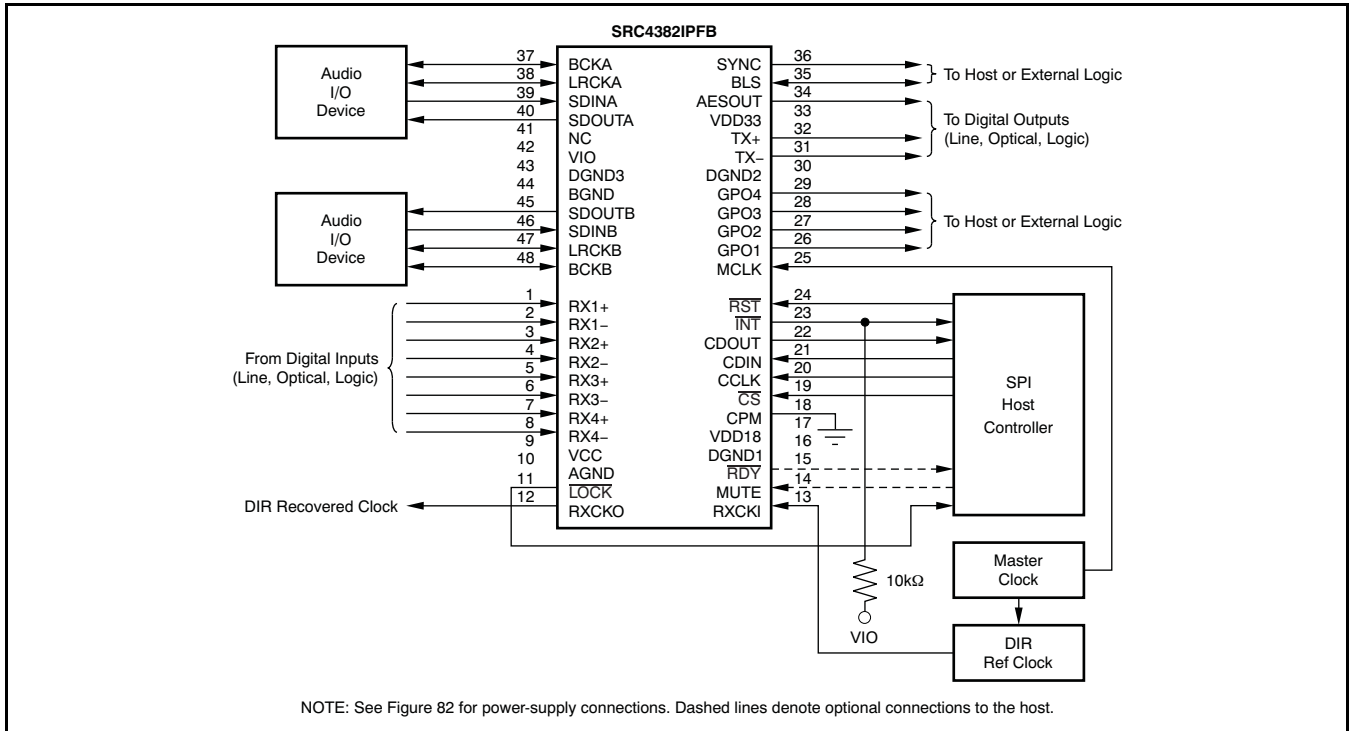 SRC4382IPFB
Audio
I/O
Device
37
38
39
40
41
42
43
44
45
46
47
48
Audio
I/O
Device
BCKA
LRCKA
SDINA
SDOUTA
NC
VIO
DGND3
BGND
SDOUTB
SDINB
LRCKB
BCKB
SYNC
BLS
AESOUT
VDD33
TX+
TX−
DGND2
GPO4
GPO3
GPO2
GPO1
MCLK
36
35
34
33
32
31
30
29
28
27
26
25
To Host or External Logic
To Digital Outputs
(Line, Optical, Logic)
To Host or External Logic
From Digital Inputs
(Line, Optical, Logic)
DIR Recovered Clock
1
2
3
4
5
6
7
8
9
10
11
12
RX1+
RX1−
RX2+
RX2−
RX3+
RX3−
RX4+
RX4−
VCC
AGND
LOCK
RXCKO
RST
INT
CDOUT
CDIN
CCLK
CS
CPM
VDD18
DGND1
RDY
MUTE
RXCKI
24
23
22
21
20
19
18
17
16
15
14
13
SPI
Host
Controller
10kΩ
VIO
Master
Clock
DIR
Ref Clock
NOTE: See Figure 82 for power-supply connections. Dashed lines denote optional connections to the host.